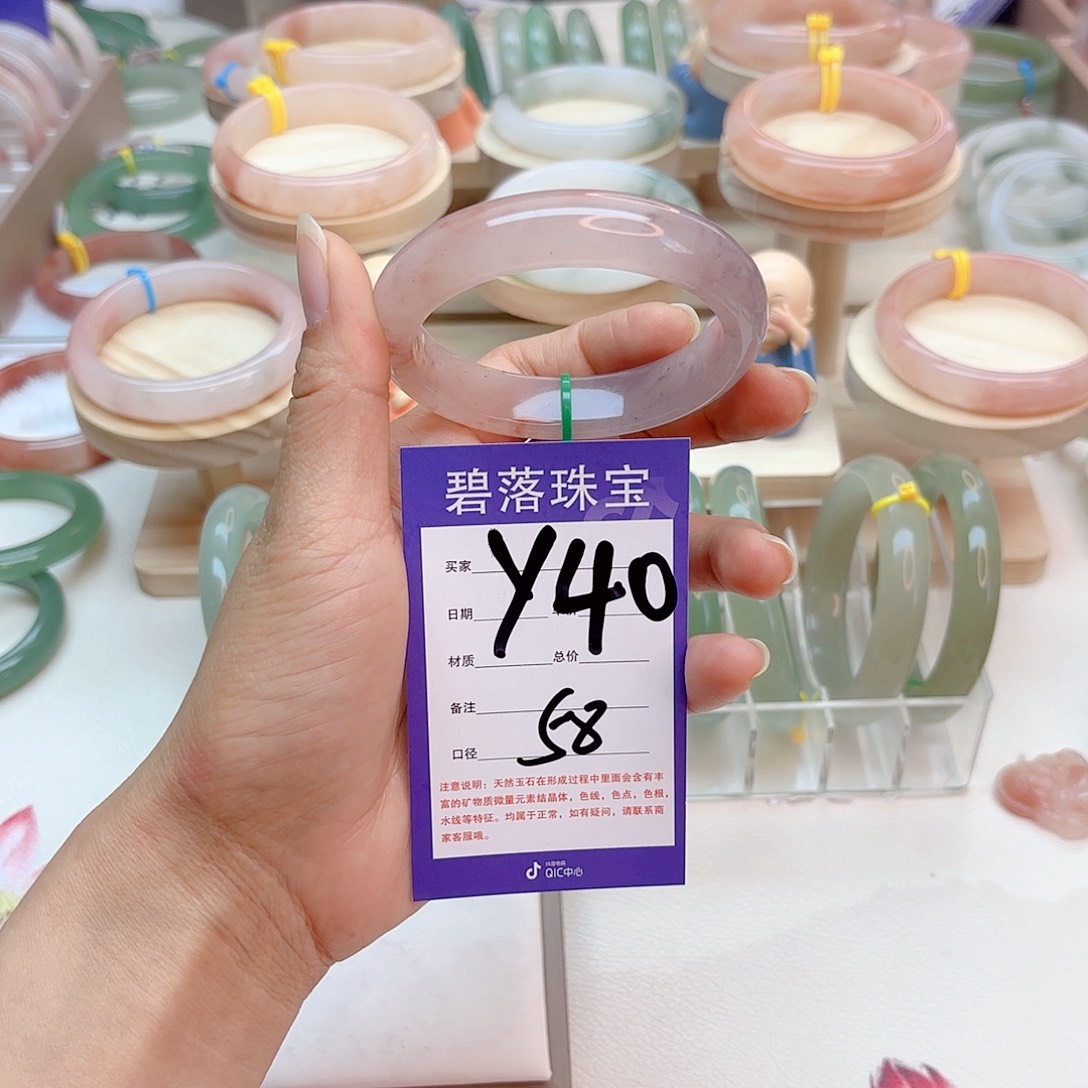 碧落珠宝
买家
Y40
日期
材质 总价
备注
58
口径
注意说明：天然玉石在形成过程中里面会含有丰
富的矿物质微量元素结晶体，色线，色点，色根，
水线等特征。均属于正常，如有疑问，请联系商
家客服哦。
抖音电商
QIC中心